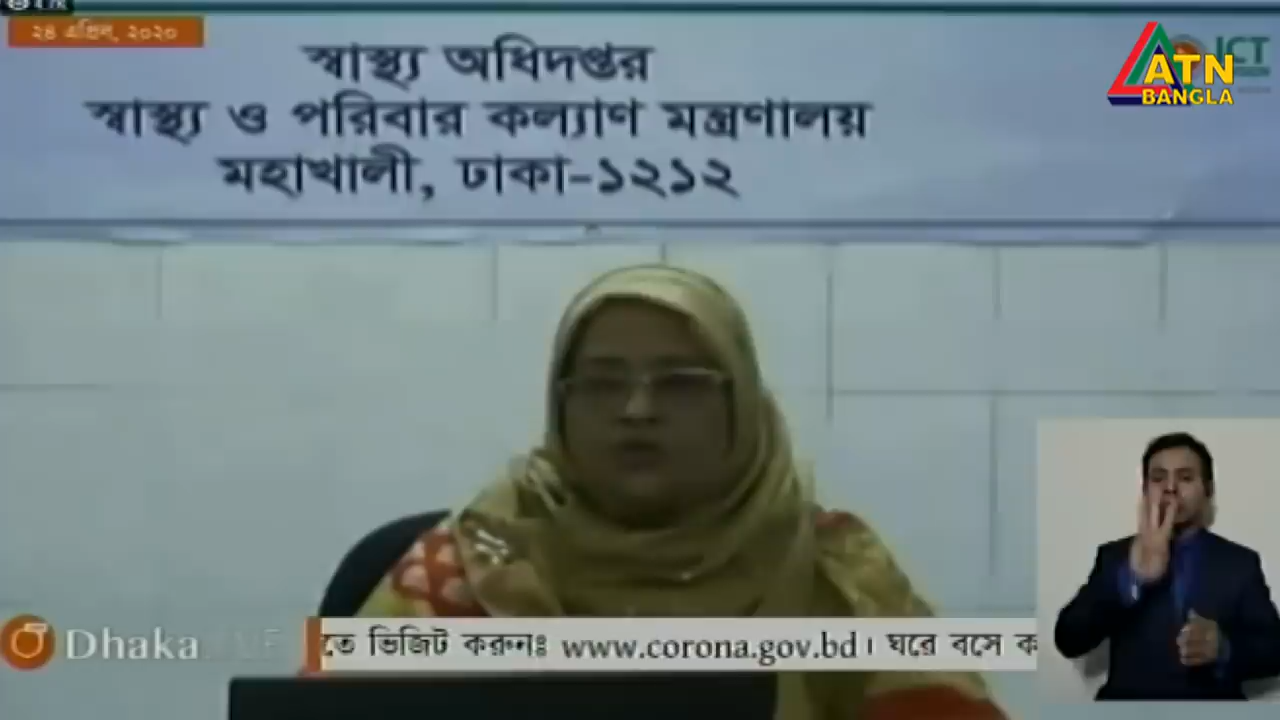 ২৪ এপ্রিল, ২০২০
স্বাস্থ্য অধিদপ্তর
স্বাস্থ্য ও পরিবার কল্যাণ মন্ত্রণালয়
মহাখালী, ঢাকা-১২১২
ICT
ATN
BANGLA
Dhaka LIVE
তে ভিজিট করুনঃ www.corona.gov.bd। ঘরে বসে ক